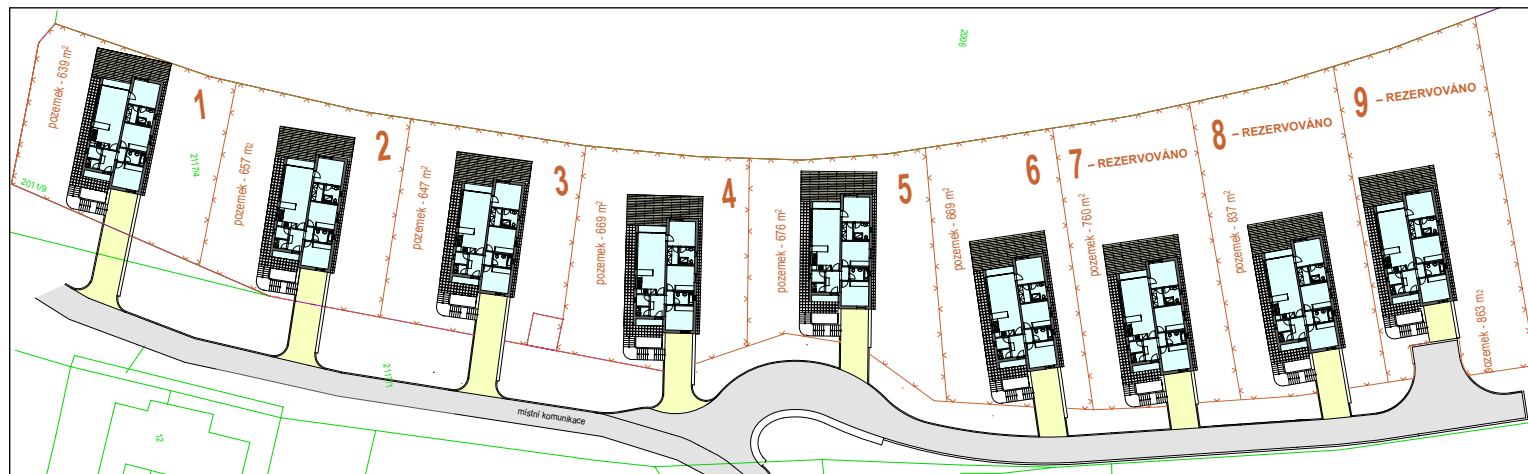 pozemek - 639 m²
1
2011/9
2117/4
pozemek - 657 m²
2
pozemek - 647 m²
3
pozemek - 669 m²
4
pozemek - 676 m²
5
2006
pozemek - 669 m²
6
7 – REZERVOVÁNO
pozemek - 760 m²
8 – REZERVOVÁNO
pozemek - 837 m²
9 – REZERVOVÁNO
pozemek - 863 m²
místní komunikace
12